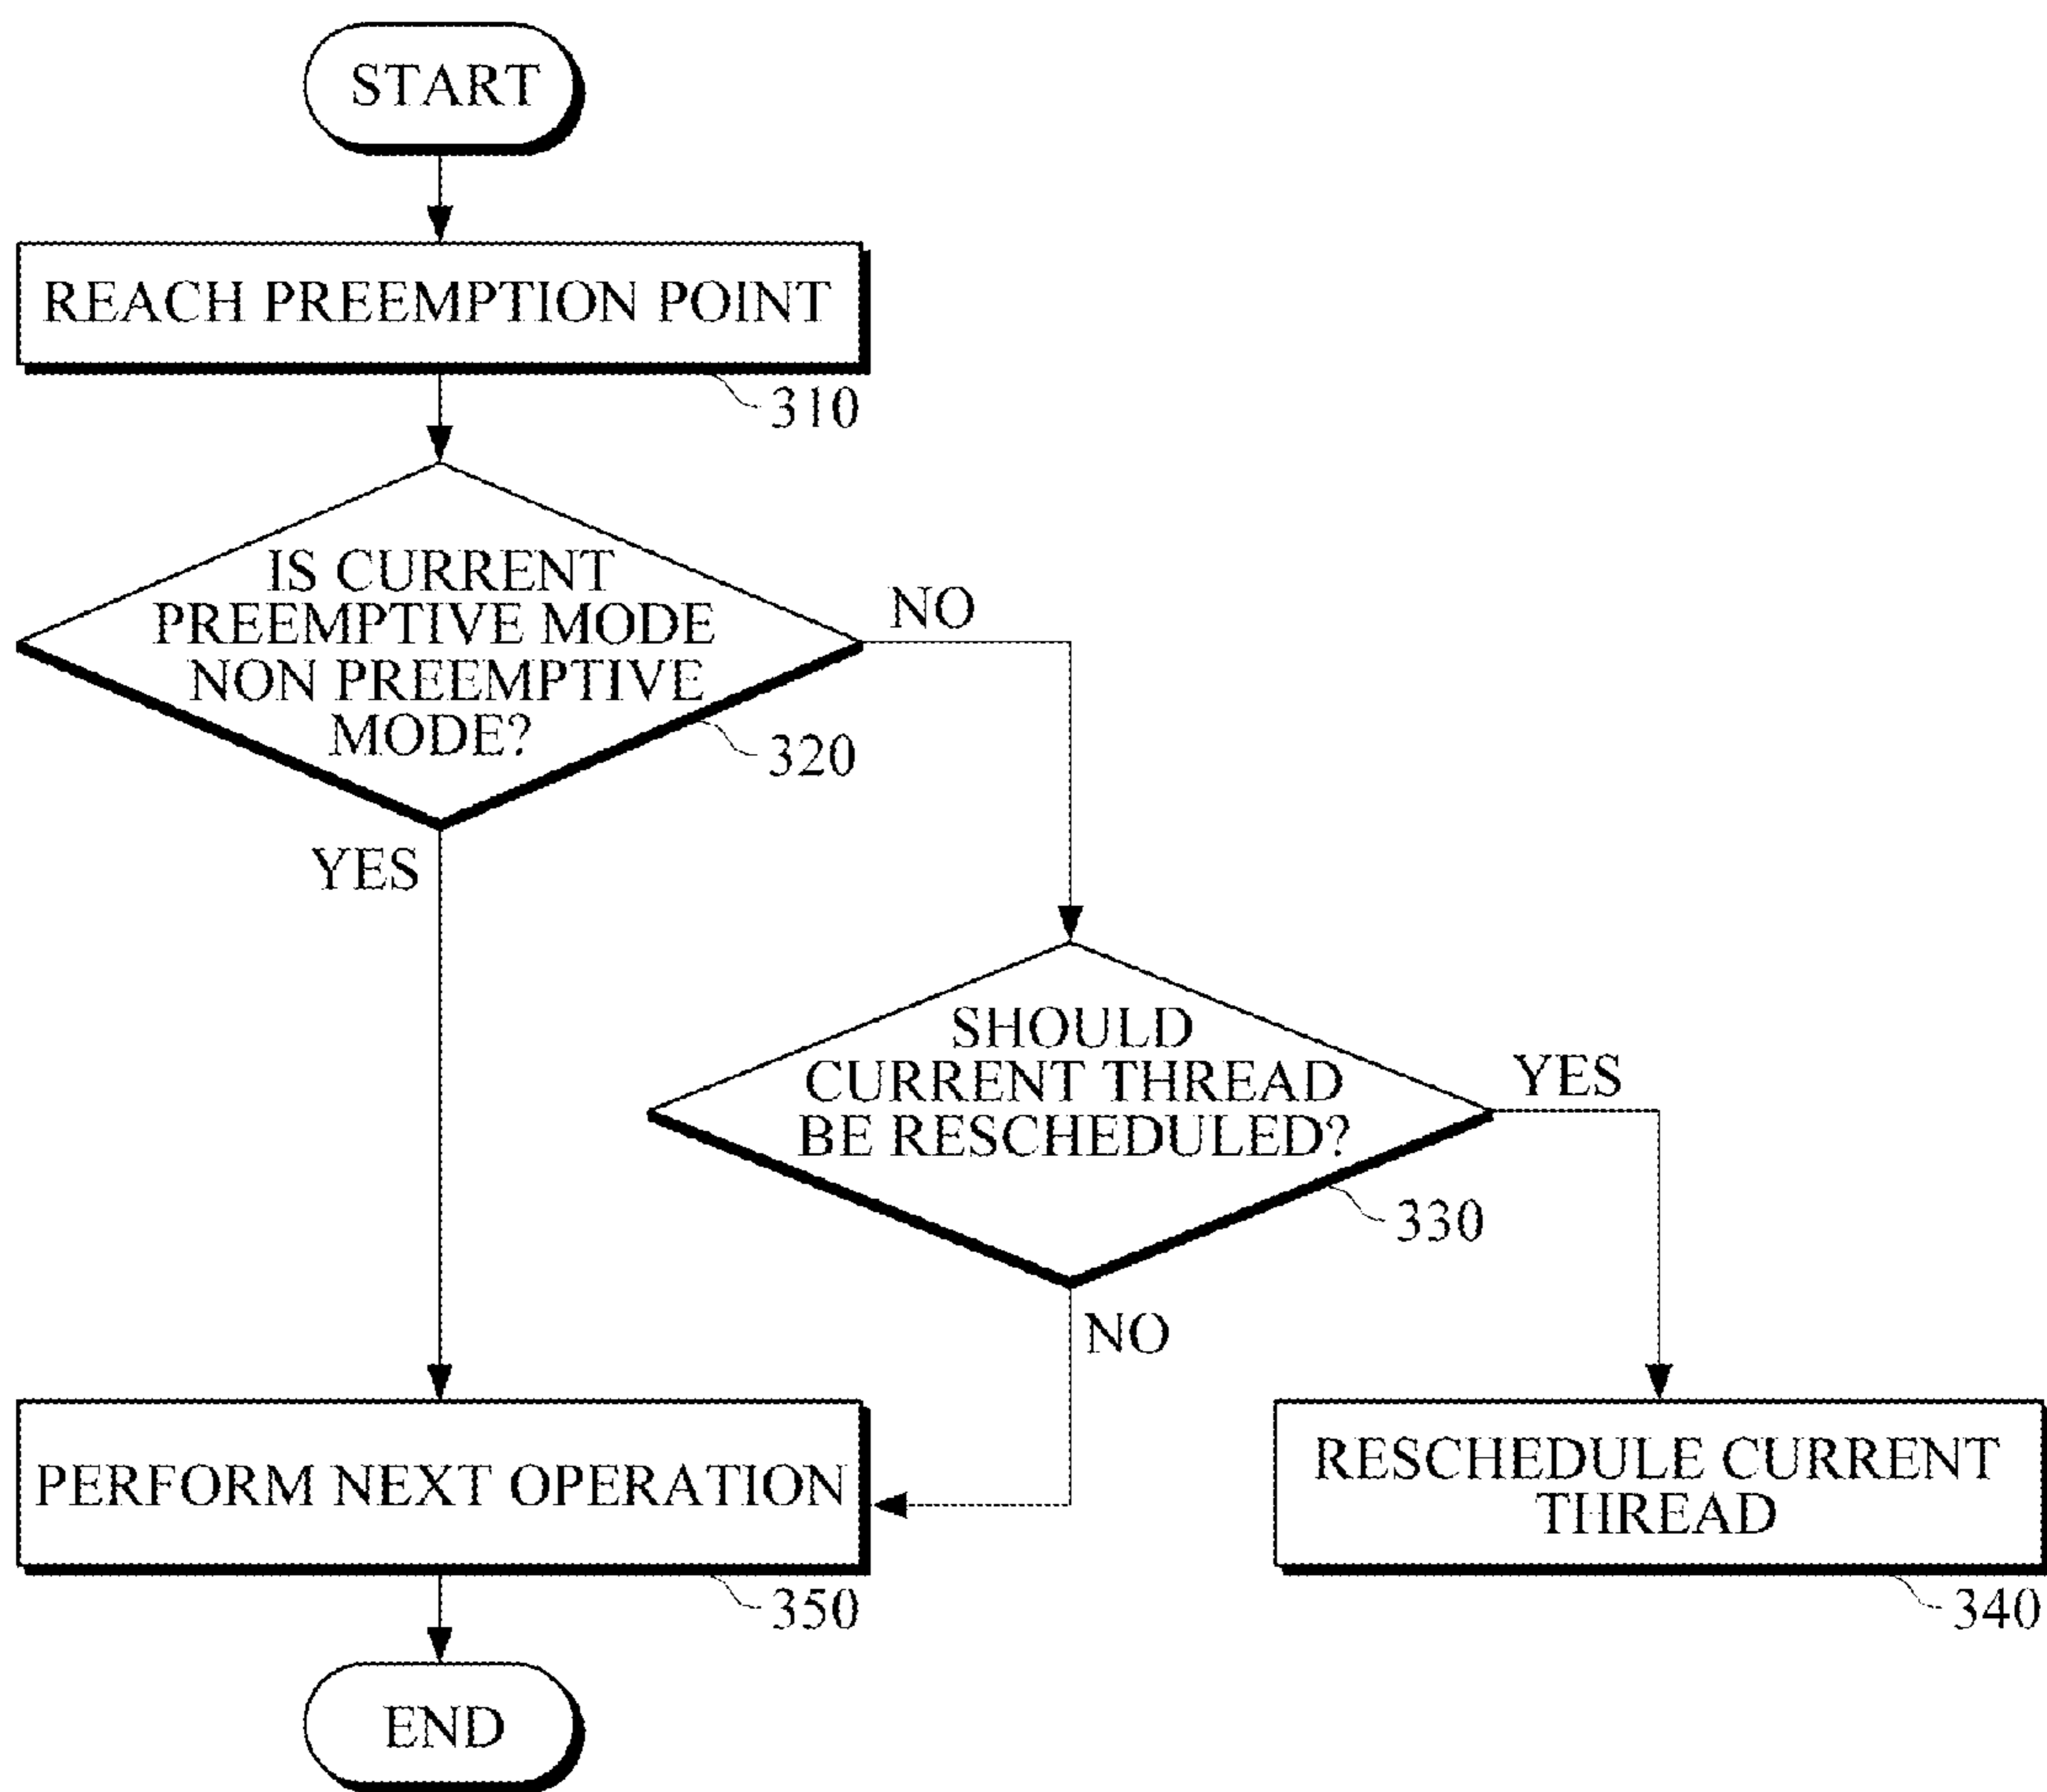 START
REACH PREEMPTION POINT
310
IS CURRENT
PREEMPTIVE MODE
NON PREEMPTIVE
MODE?
NO
320
YES
SHOULD
CURRENT THREAD
BE RESCHEDULED?
YES
330
NO
PERFORM NEXT OPERATION
RESCHEDULE CURRENT
THREAD
350
340
END